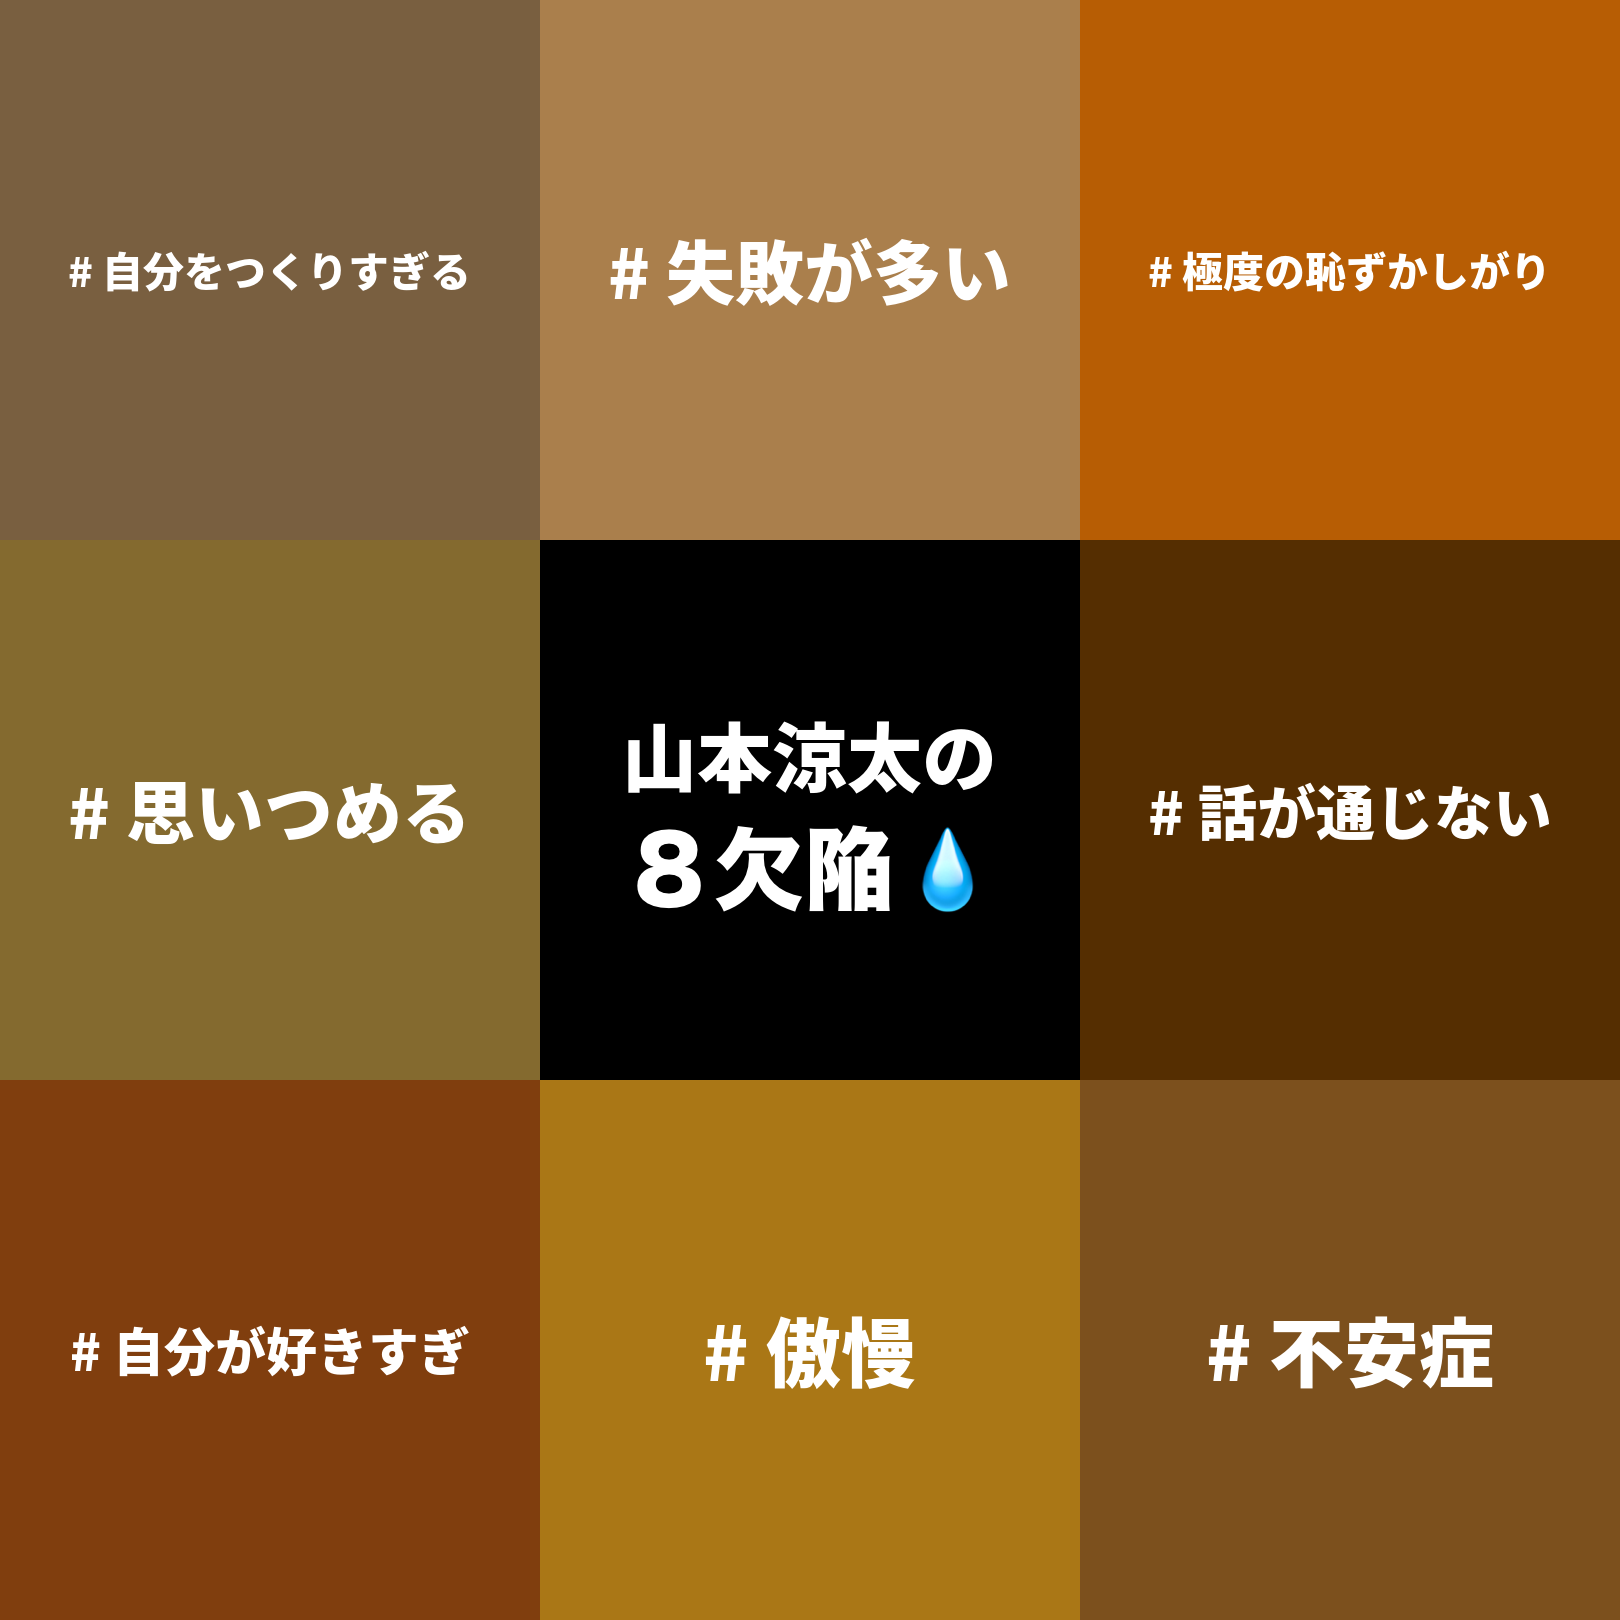 # 自分をつくりすぎる
# 失敗が多い
# 極度の恥ずかしがり
# 思いつめる
山本涼太の
８欠陥💧
# 話が通じない
# 自分が好きすぎ
# 傲慢
# 不安症